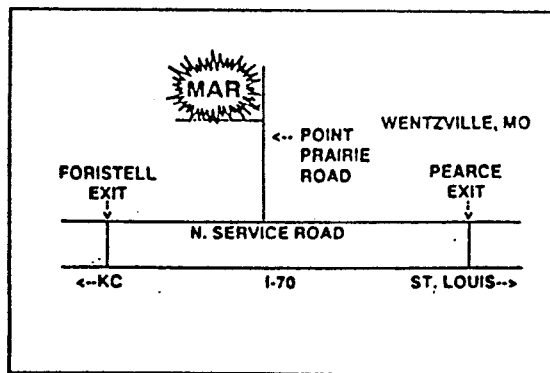 MAR
WENTZVILLE, MO
<-- POINT
PRAIRIE
ROAD
FORISTELL
EXIT
PEARCE
EXIT
N. SERVICE ROAD
<--KC I-70 ST. LOUIS-->